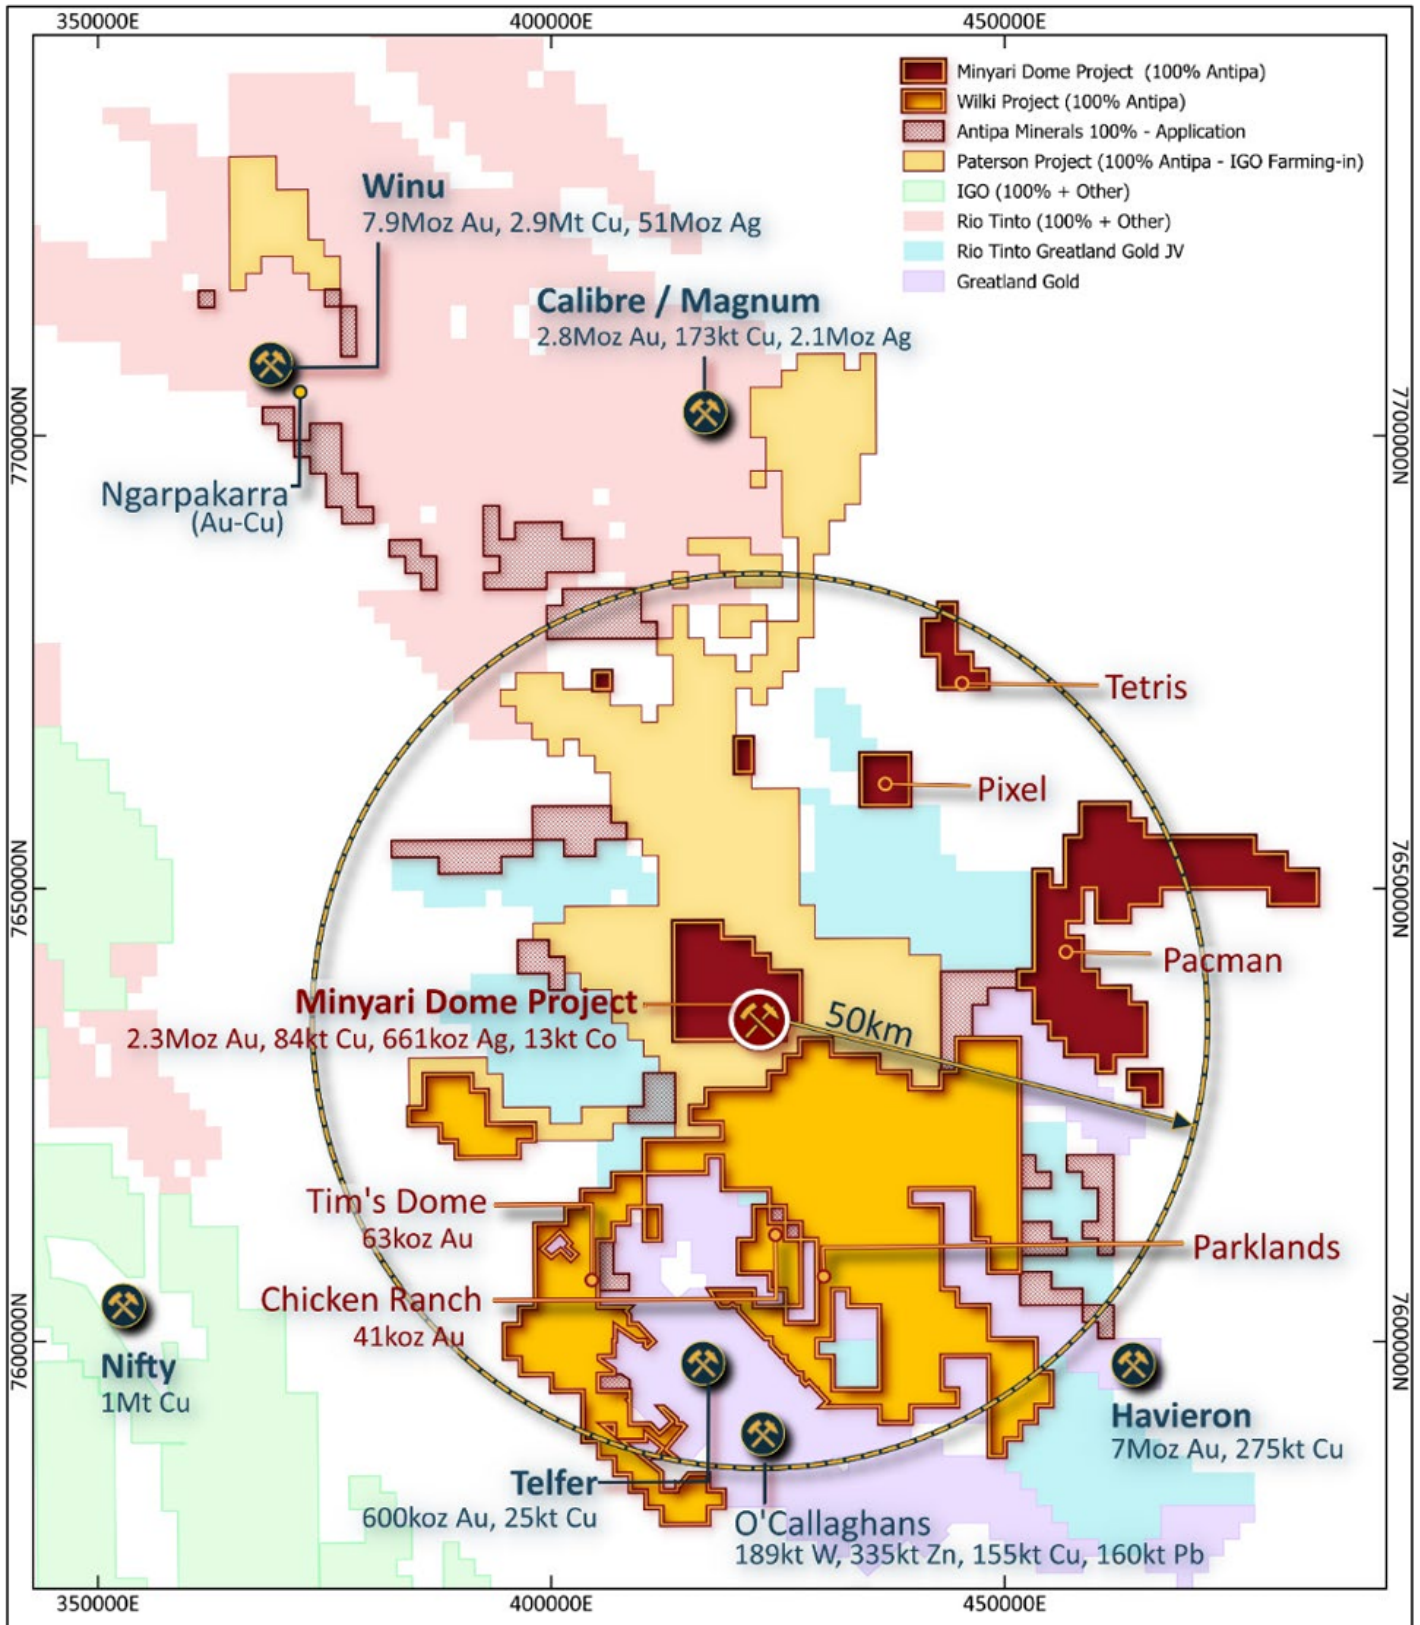 350000E
400000E
450000E
Minyari Dome Project (100% Antipa)
Wilki Project (100% Antipa)
Antipa Minerals 100% - Application
Paterson Project (100% Antipa - IGO Farming-in)
IGO (100% + Other)
Rio Tinto (100% + Other)
Rio Tinto Greatland Gold JV
Greatland Gold
Winu
7.9Moz Au, 2.9Mt Cu, 51Moz Ag
Calibre / Magnum
2.8Moz Au, 173kt Cu, 2.1Moz Ag
7700000N
7700000N
Ngarpakarra
(Au-Cu)
Tetris
Pixel
7650000N
7650000N
Pacman
Minyari Dome Project
2.3Moz Au, 84kt Cu, 661koz Ag, 13kt Co
50km
Tim's Dome
63koz Au
Parklands
Chicken Ranch
41koz Au
7600000N
7600000N
Nifty
1Mt Cu
Havieron
7Moz Au, 275kt Cu
Telfer
600koz Au, 25kt Cu
O'Callaghans
189kt W, 335kt Zn, 155kt Cu, 160kt Pb
350000E
400000E
450000E